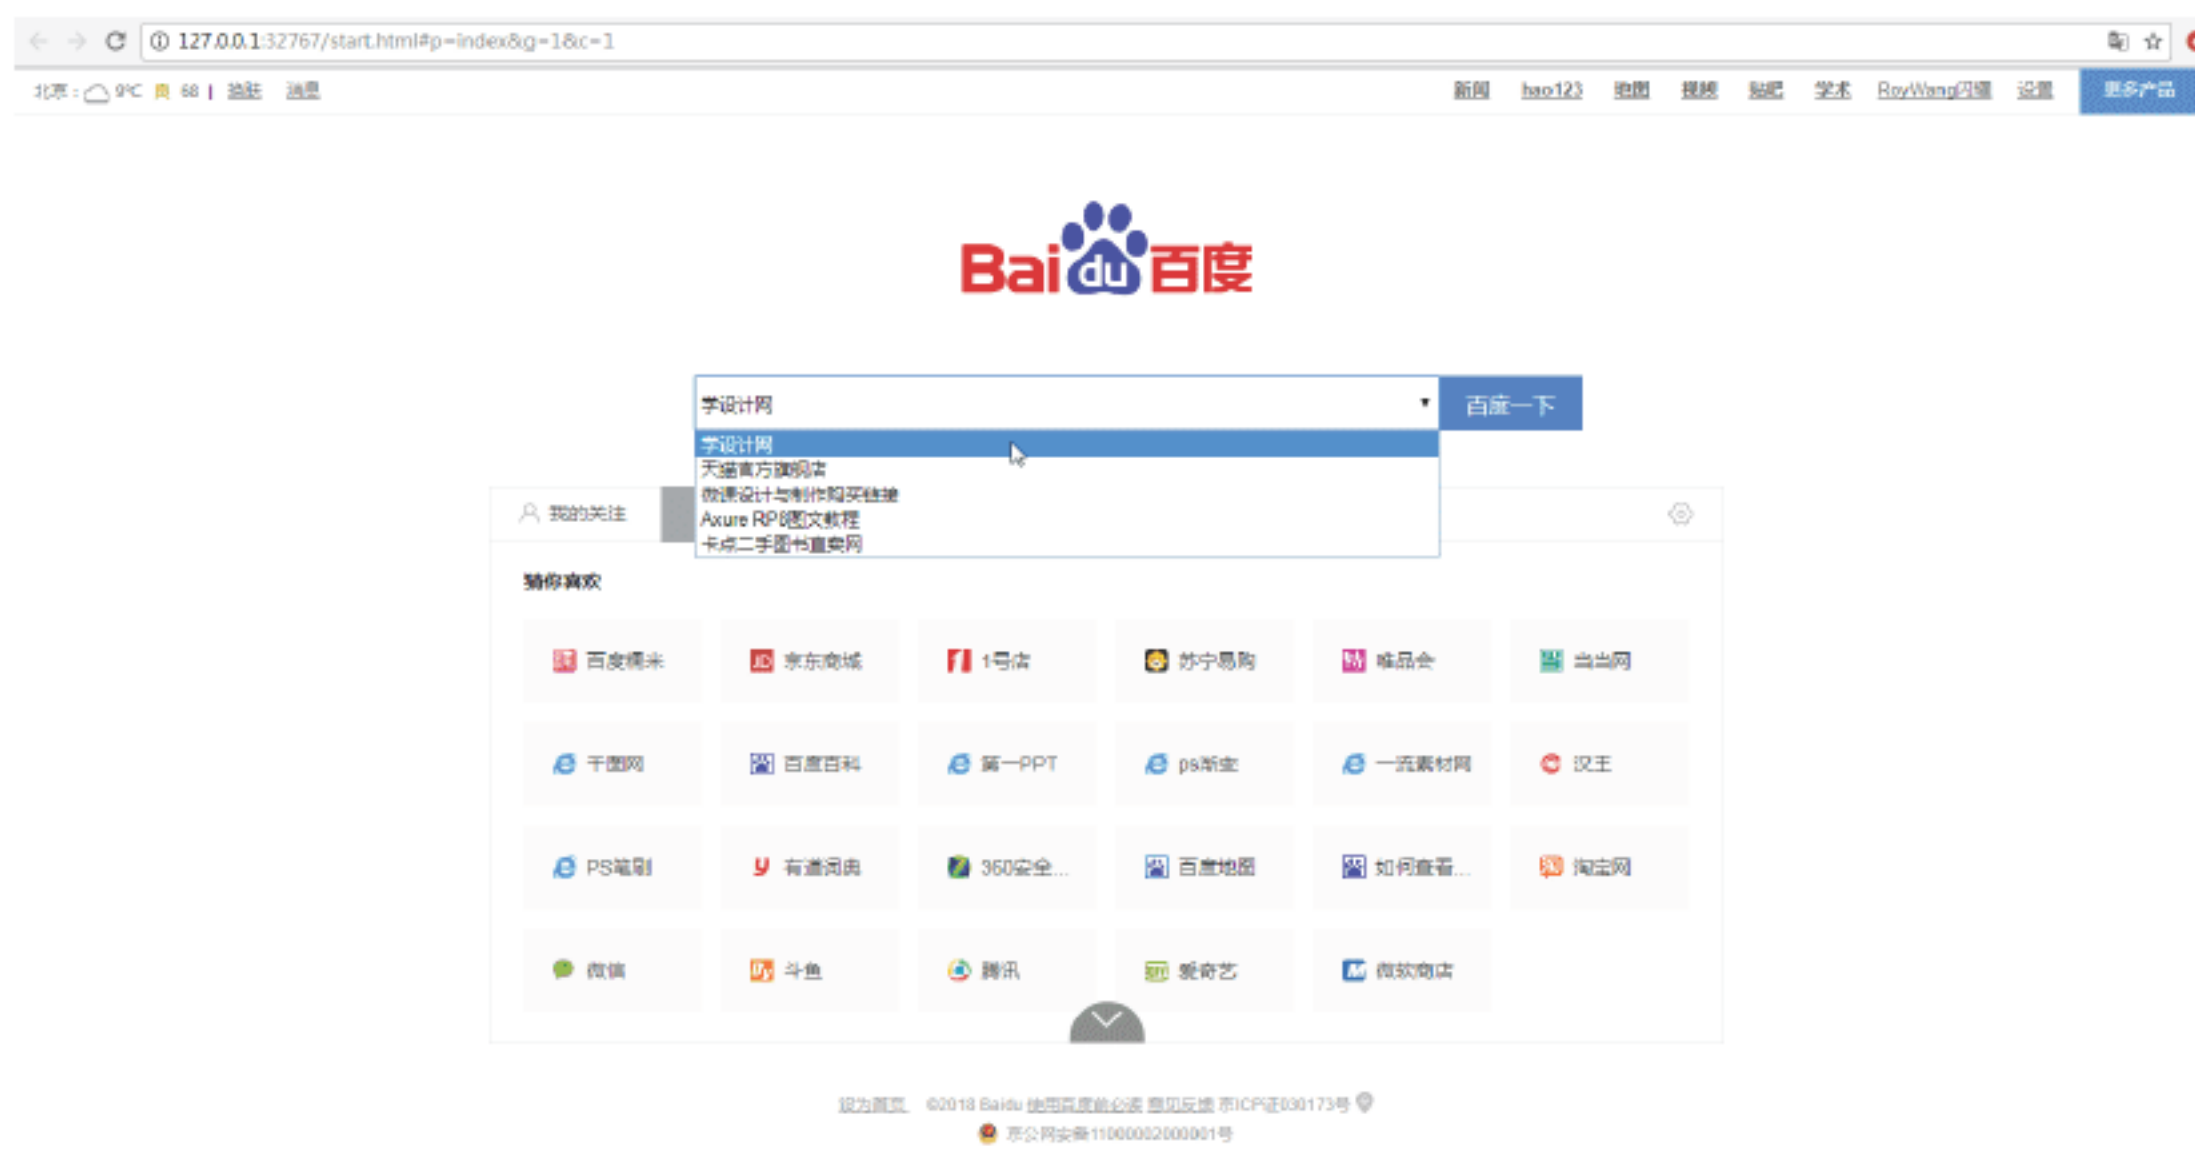 127.0.0.1:32767/start.html#p=index&g=1&c=1
北京: 9℃ 良 68 | 换肤 消息 新闻 hao123 地图 视频 贴吧 学术 RoyWang闪耀 设置 更多产品
Bai du 百度
学设计网 百度一下
学设计网
天猫官方旗舰店
微课设计与制作购买链接
Axure RP8图文教程
卡点二手图书直卖网
我的关注
猜你喜欢
百度糯米 京东商城 1号店 苏宁易购 唯品会 当当网
千图网 百度百科 第一PPT ps渐变 一流素材网 汉王
PS笔刷 有道词典 360安全... 百度地图 如何查看... 淘宝网
微信 斗鱼 腾讯 爱奇艺 微软商店
设为首页 ©2018 Baidu 使用百度前必读 意见反馈 京ICP证030173号
京公网安备11000002000001号